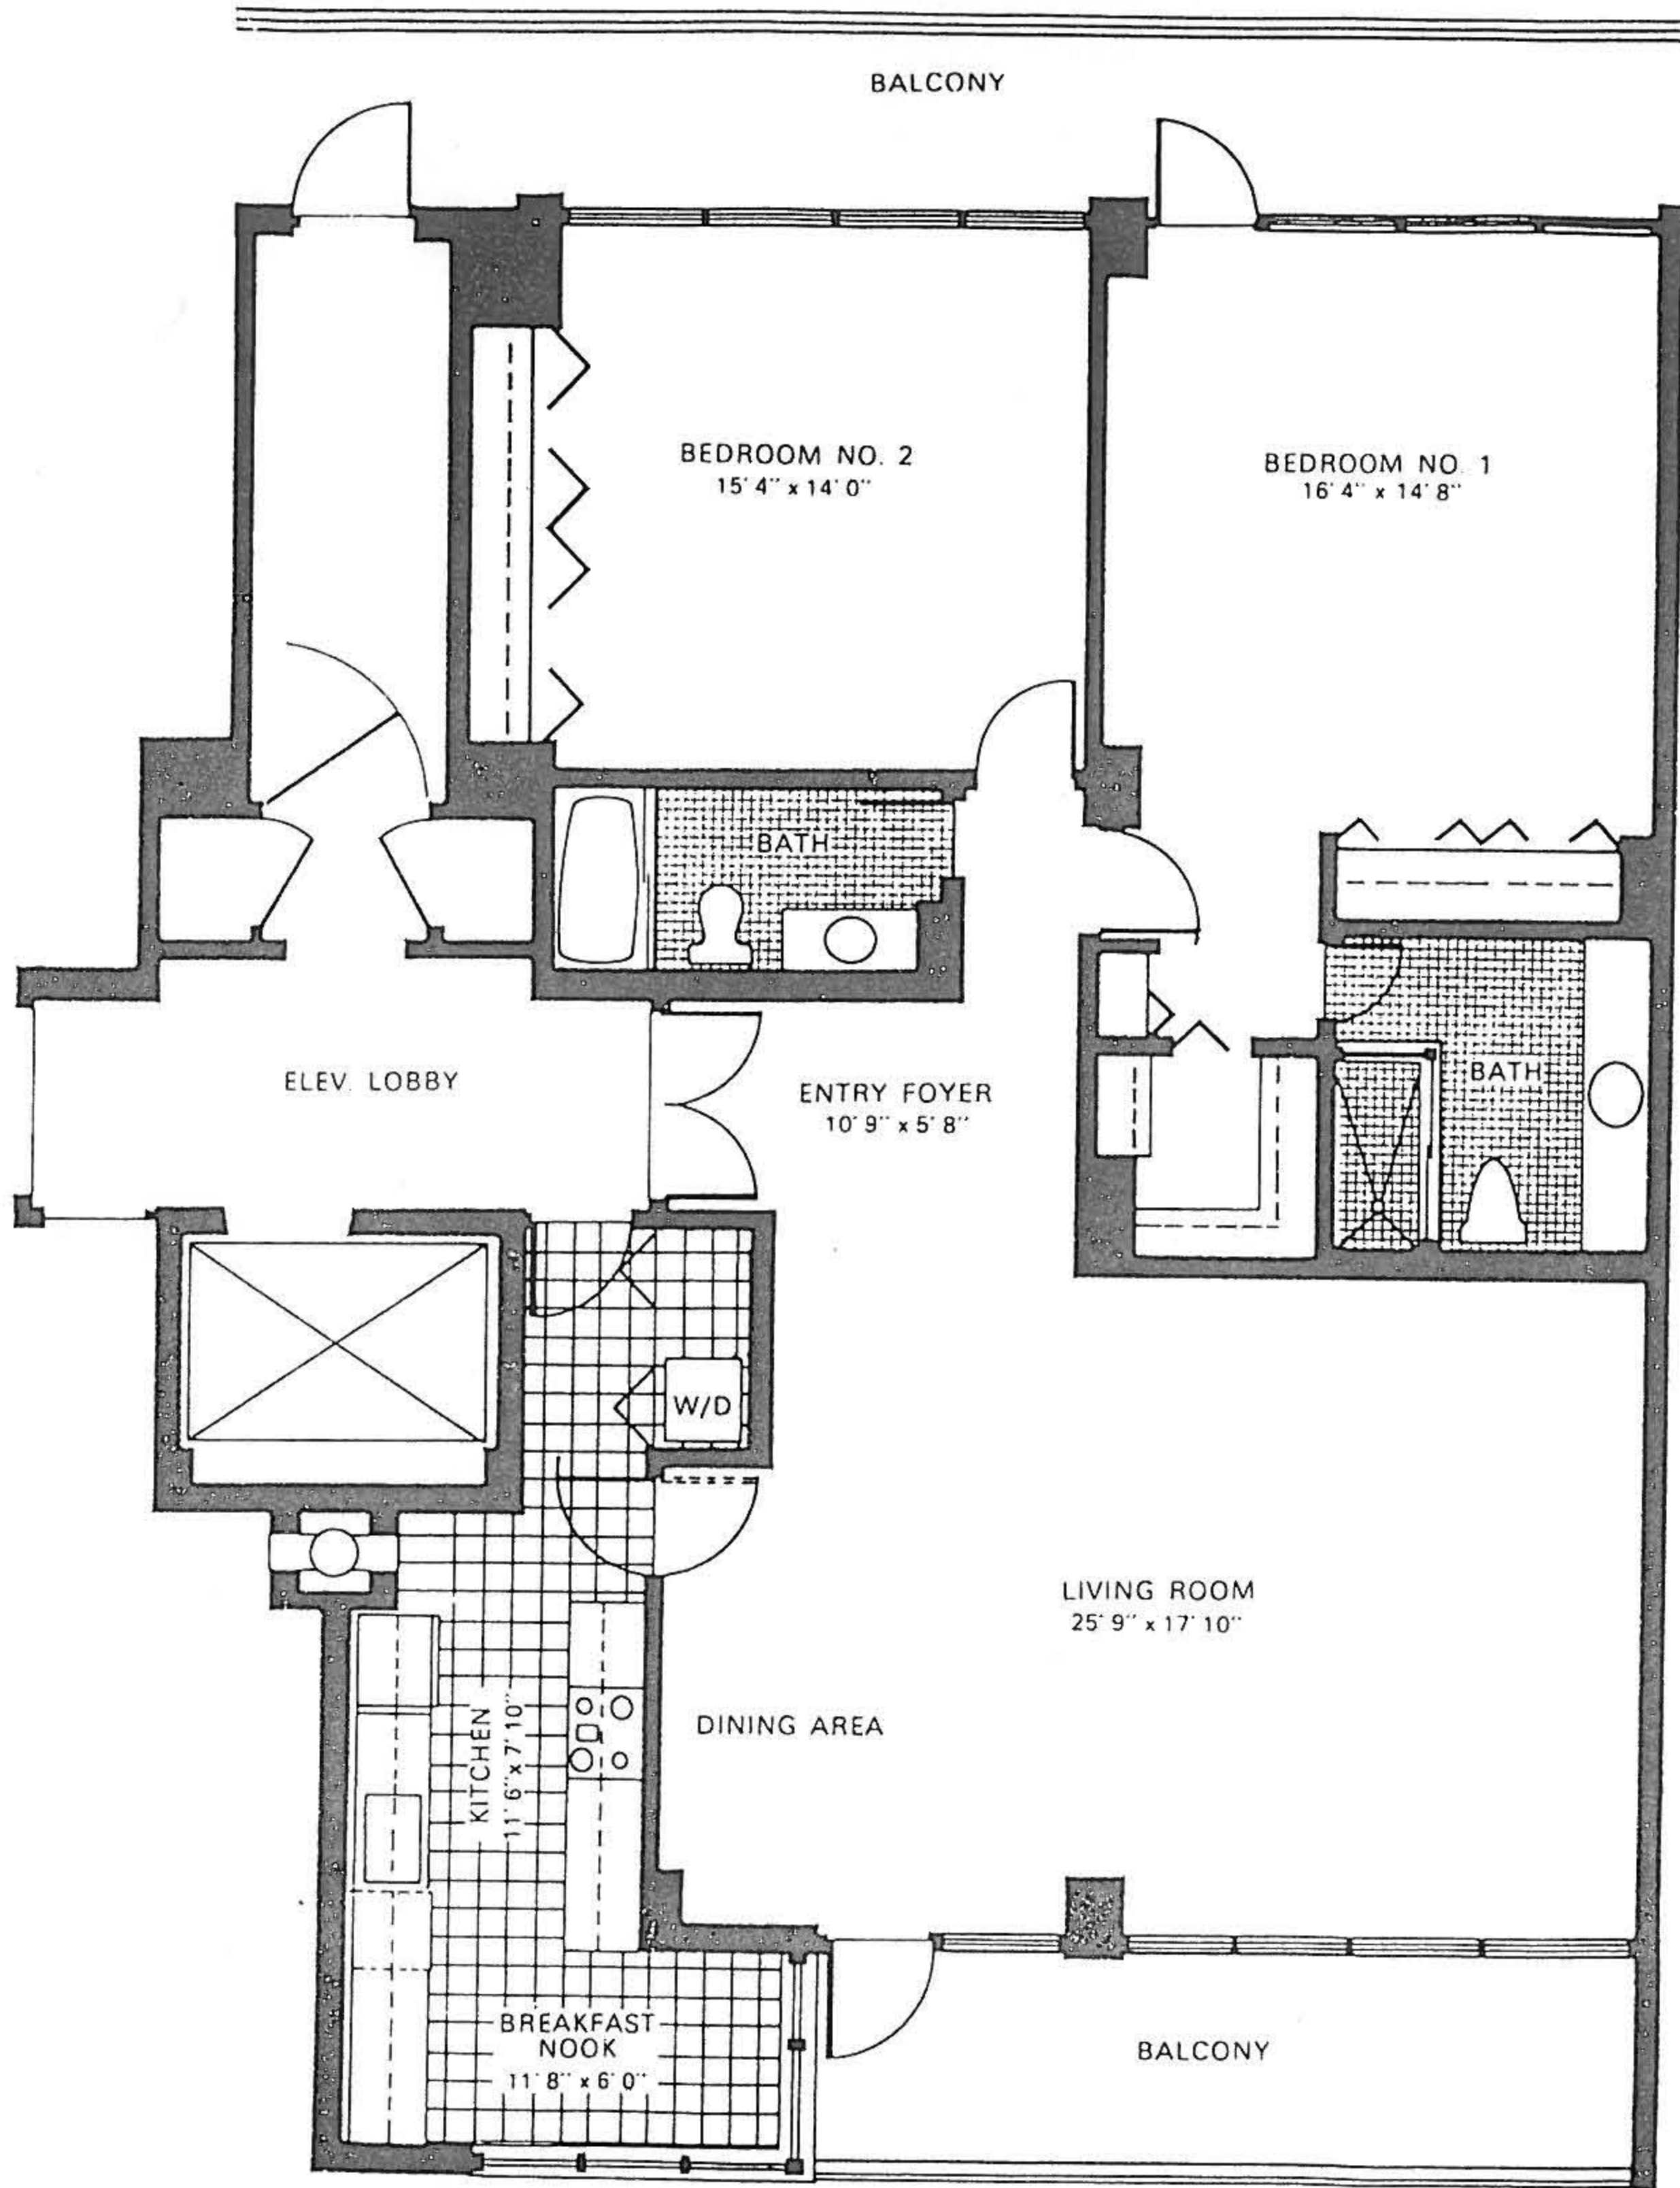 BALCONY
BEDROOM NO. 2
15' 4" x 14' 0"
BEDROOM NO. 1
16' 4" x 14' 8"
BATH
ELEV. LOBBY
ENTRY FOYER
10' 9" x 5' 8"
BATH
W/D
LIVING ROOM
25' 9" x 17' 10"
DINING AREA
KITCHEN
11' 6" x 7' 10"
BREAKFAST
NOOK
11' 8" x 6' 0"
BALCONY